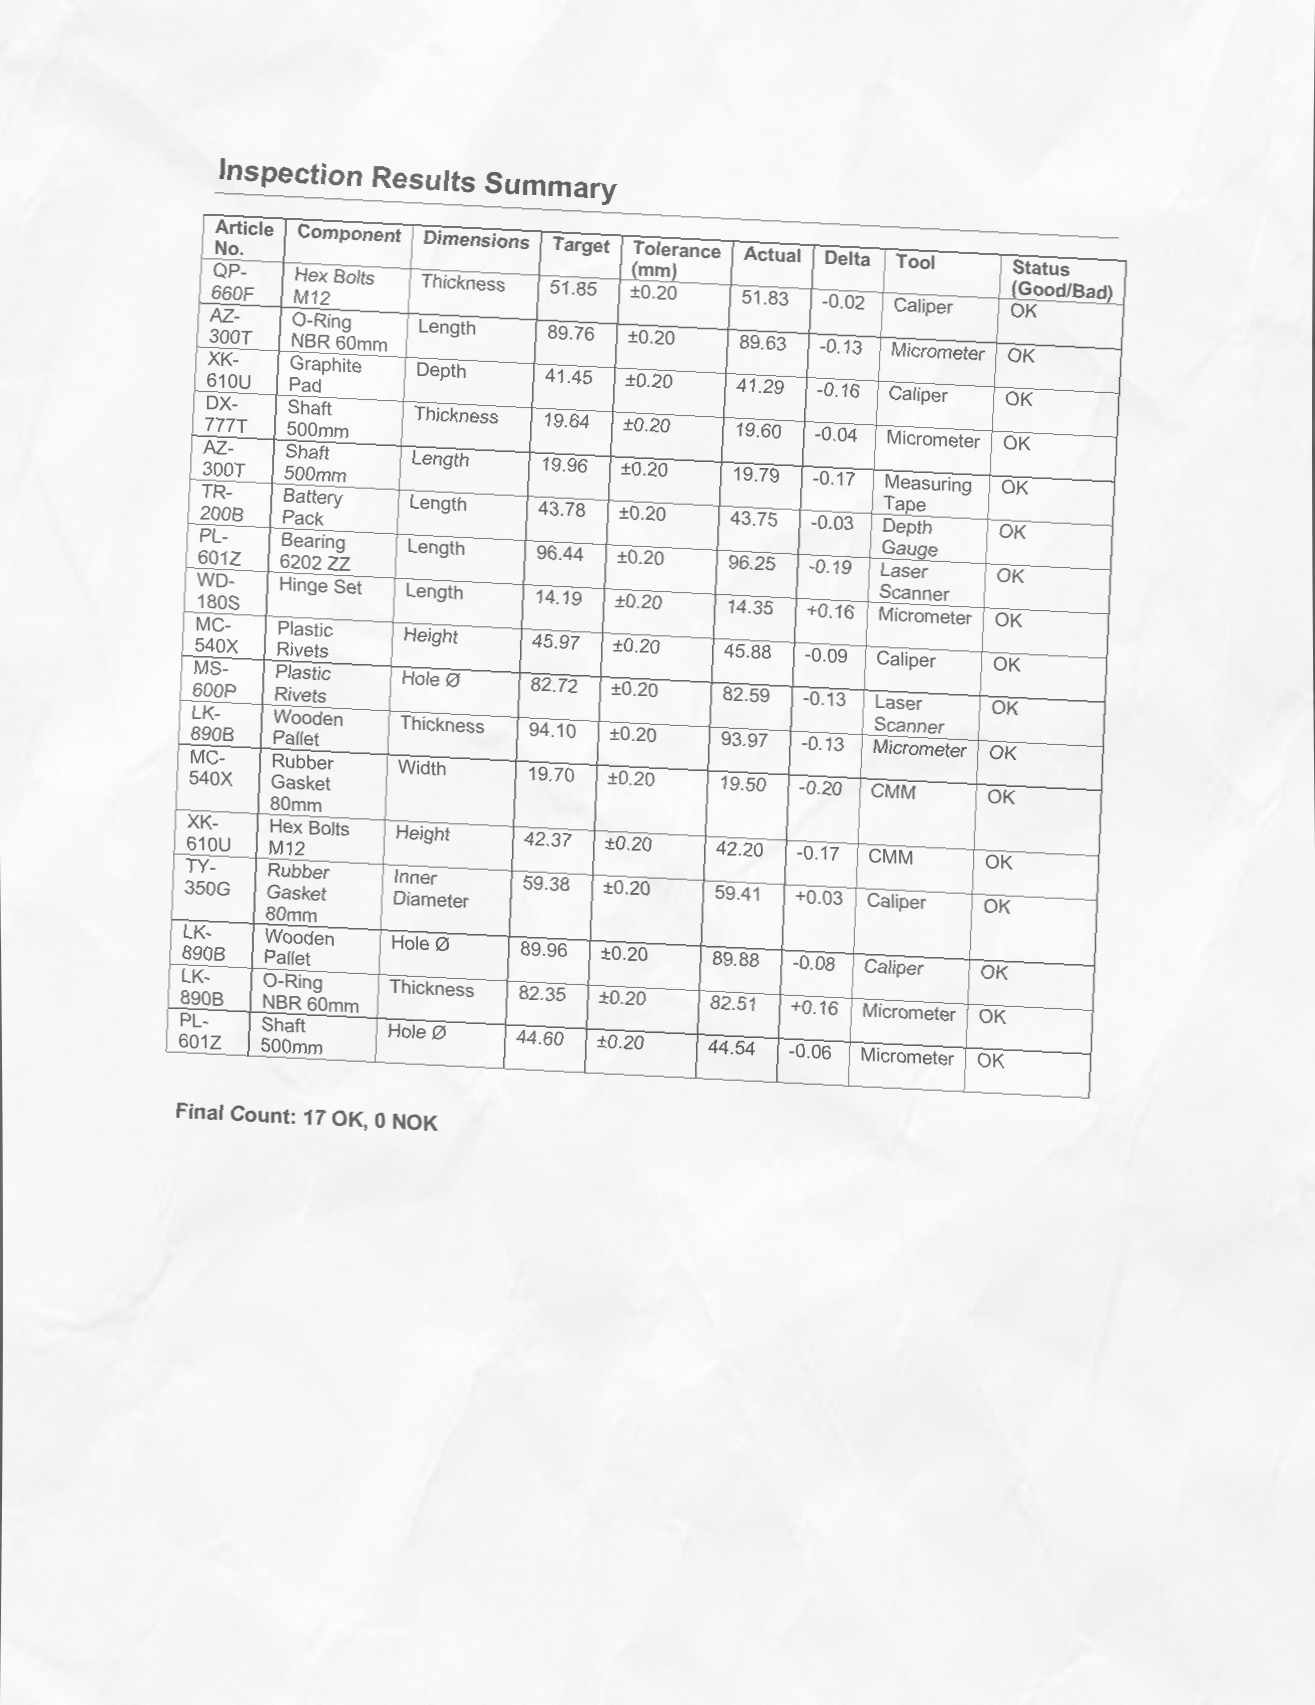 Inspection Results Summary
Article No. Component Dimensions Target Tolerance (mm) Actual Delta Tool Status (Good/Bad)
QP-660F Hex Bolts M12 Thickness 51.85 ±0.20 51.83 -0.02 Caliper OK
AZ-300T O-Ring NBR 60mm Length 89.76 ±0.20 89.63 -0.13 Micrometer OK
XK-610U Graphite Pad Depth 41.45 ±0.20 41.29 -0.16 Caliper OK
DX-777T Shaft 500mm Thickness 19.64 ±0.20 19.60 -0.04 Micrometer OK
AZ-300T Shaft 500mm Length 19.96 ±0.20 19.79 -0.17 Measuring Tape OK
TR-200B Battery Pack Length 43.78 ±0.20 43.75 -0.03 Depth Gauge OK
PL-601Z Bearing 6202 ZZ Length 96.44 ±0.20 96.25 -0.19 Laser Scanner OK
WD-180S Hinge Set Length 14.19 ±0.20 14.35 +0.16 Micrometer OK
MC-540X Plastic Rivets Height 45.97 ±0.20 45.88 -0.09 Caliper OK
MS-600P Plastic Rivets Hole Ø 82.72 ±0.20 82.59 -0.13 Laser Scanner OK
LK-890B Wooden Pallet Thickness 94.10 ±0.20 93.97 -0.13 Micrometer OK
MC-540X Rubber Gasket 80mm Width 19.70 ±0.20 19.50 -0.20 CMM OK
XK-610U Hex Bolts M12 Height 42.37 ±0.20 42.20 -0.17 CMM OK
TY-350G Rubber Gasket 80mm Inner Diameter 59.38 ±0.20 59.41 +0.03 Caliper OK
LK-890B Wooden Pallet Hole Ø 89.96 ±0.20 89.88 -0.08 Caliper OK
LK-890B O-Ring NBR 60mm Thickness 82.35 ±0.20 82.51 +0.16 Micrometer OK
PL-601Z Shaft 500mm Hole Ø 44.60 ±0.20 44.54 -0.06 Micrometer OK
Final Count: 17 OK, 0 NOK